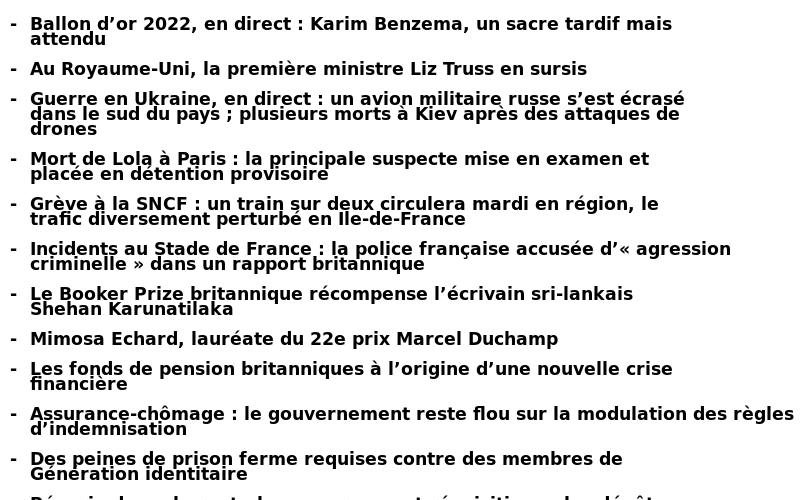 - Ballon d’or 2022, en direct : Karim Benzema, un sacre tardif mais
attendu
- Au Royaume-Uni, la première ministre Liz Truss en sursis
- Guerre en Ukraine, en direct : un avion militaire russe s’est écrasé
dans le sud du pays ; plusieurs morts à Kiev après des attaques de
drones
- Mort de Lola à Paris : la principale suspecte mise en examen et
placée en détention provisoire
- Grève à la SNCF : un train sur deux circulera mardi en région, le
trafic diversement perturbé en Ile-de-France
- Incidents au Stade de France : la police française accusée d’« agression
criminelle » dans un rapport britannique
- Le Booker Prize britannique récompense l’écrivain sri-lankais
Shehan Karunatilaka
- Mimosa Echard, lauréate du 22e prix Marcel Duchamp
- Les fonds de pension britanniques à l’origine d’une nouvelle crise
financière
- Assurance-chômage : le gouvernement reste flou sur la modulation des règles
d’indemnisation
- Des peines de prison ferme requises contre des membres de
Génération identitaire